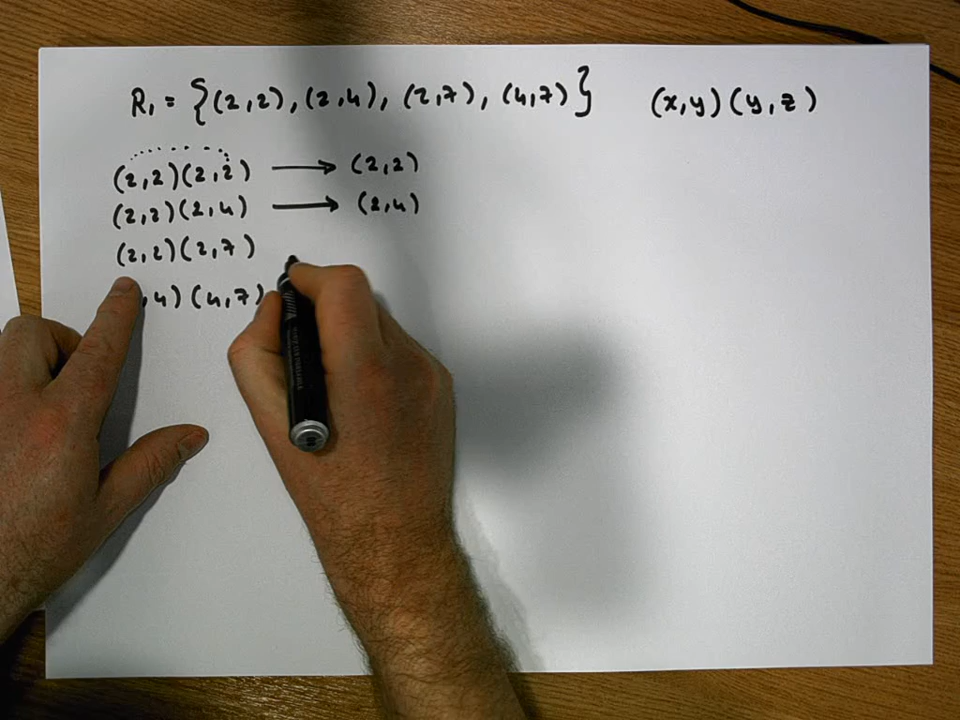 R₁ = {(2,2), (2,4), (2,7), (4,7)} (x,y)(y,z)
(2,2)(2,2) → (2,2)
(2,2)(2,4) → (2,4)
(2,2)(2,7)
,4)(4,7)